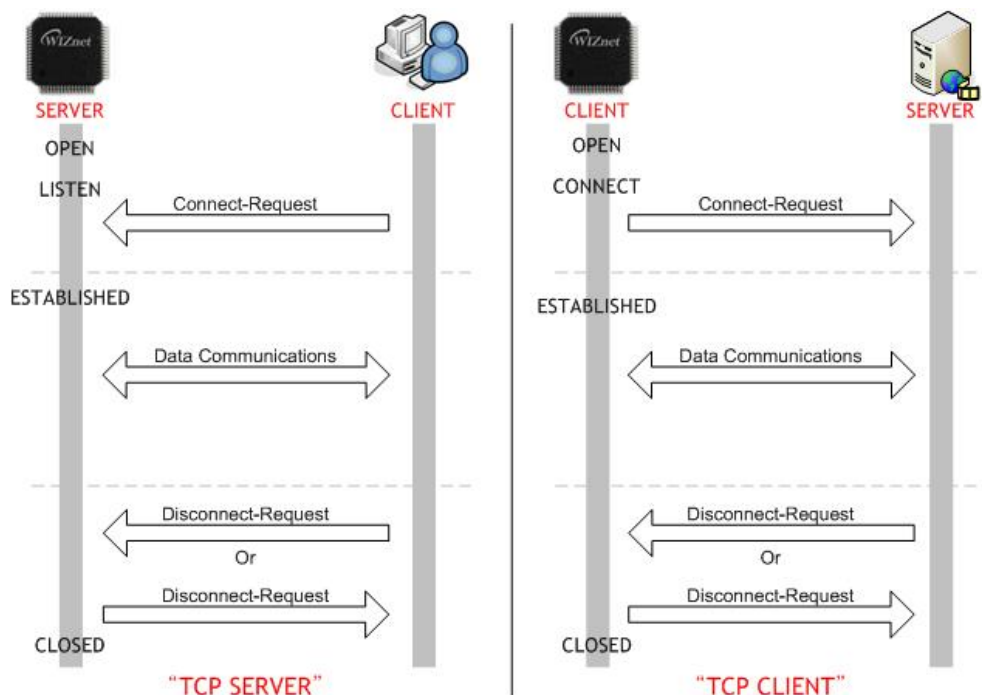 WIZnet
SERVER
CLIENT
OPEN
LISTEN
Connect-Request
ESTABLISHED
Data Communications
Disconnect-Request
Or
Disconnect-Request
CLOSED
“TCP SERVER”
WIZnet
CLIENT
SERVER
OPEN
CONNECT
Connect-Request
ESTABLISHED
Data Communications
Disconnect-Request
Or
Disconnect-Request
CLOSED
“TCP CLIENT”